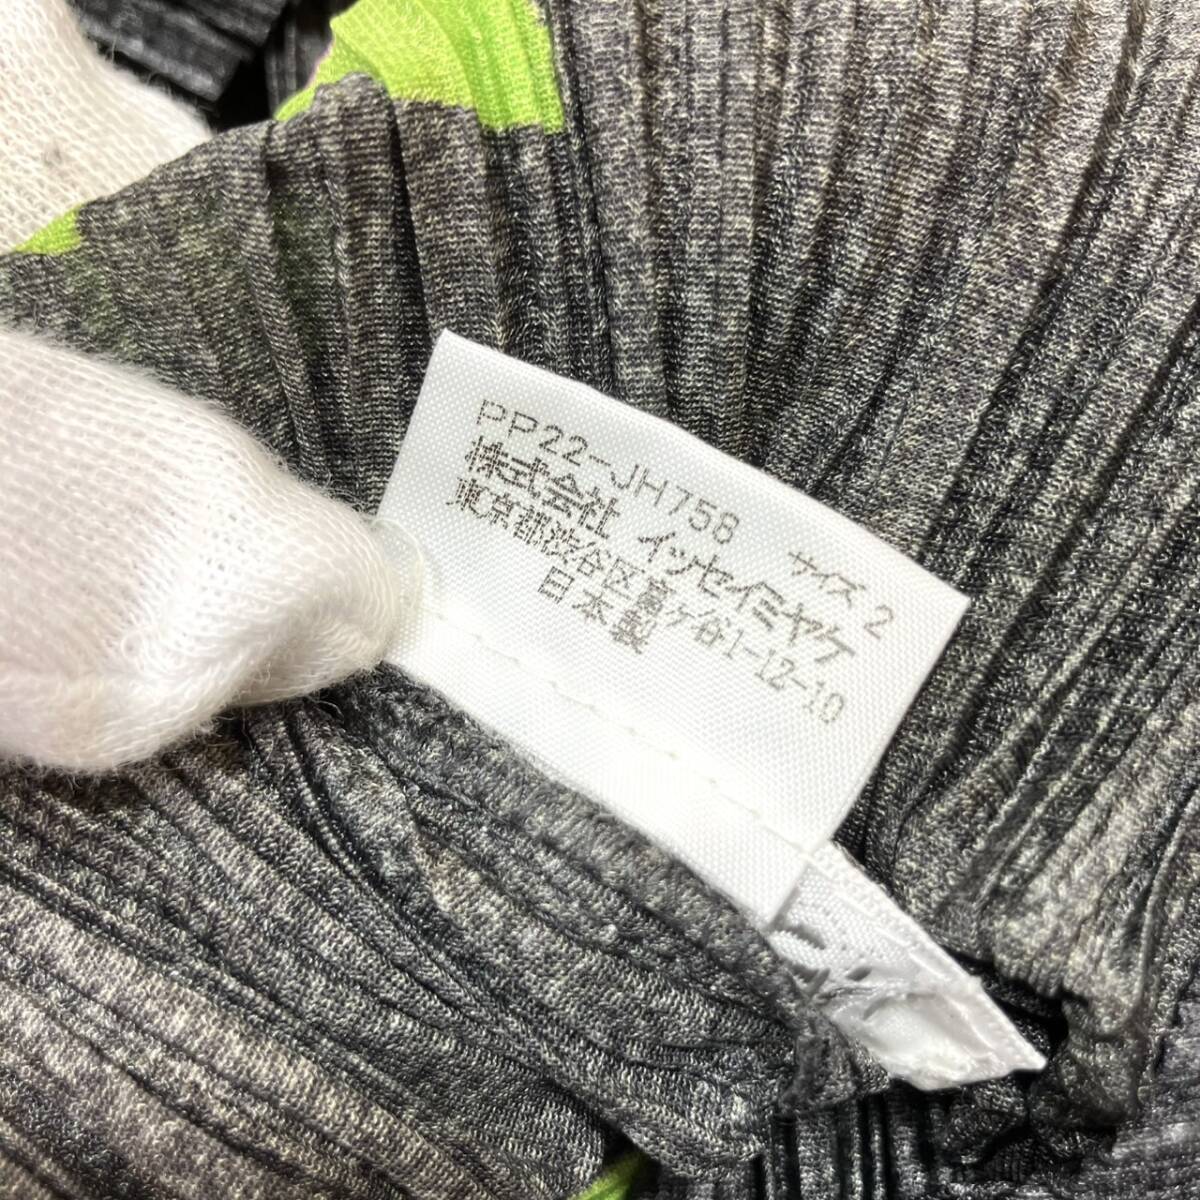 PP22-JH758 サイズ 2
株式会社 イッセイミヤケ
東京都渋谷区富ヶ谷1-12-10
日本製